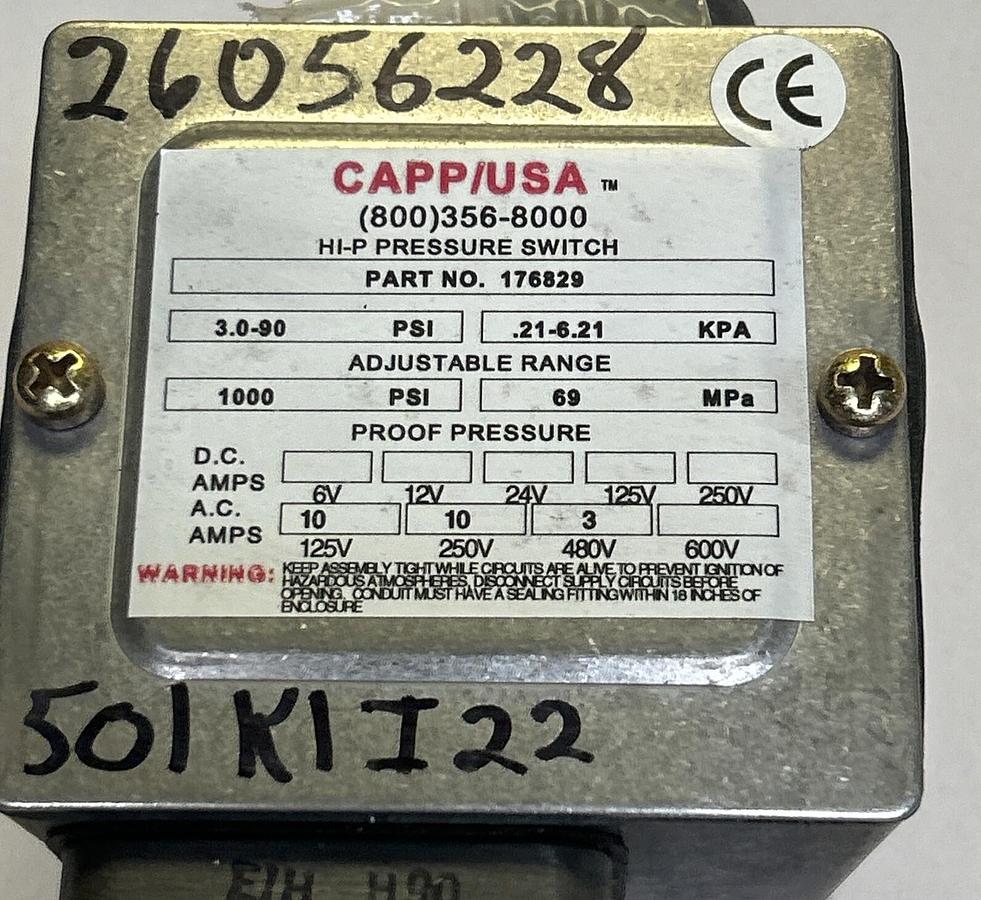 26056228
CE
CAPP/USA ™
(800)356-8000
HI-P PRESSURE SWITCH
PART NO. 176829
3.0-90 PSI .21-6.21 KPA
ADJUSTABLE RANGE
1000 PSI 69 MPa
PROOF PRESSURE
D.C.
AMPS
6V 12V 24V 125V 250V
A.C.
AMPS
10 10 3
125V 250V 480V 600V
WARNING: KEEP ASSEMBLY TIGHT WHILE CIRCUITS ARE ALIVE. TO PREVENT IGNITION OF
HAZARDOUS ATMOSPHERES, DISCONNECT SUPPLY CIRCUITS BEFORE
OPENING. CONDUIT MUST HAVE A SEALING FITTING WITHIN 18 INCHES OF
ENCLOSURE
501K1I22
E1H H90